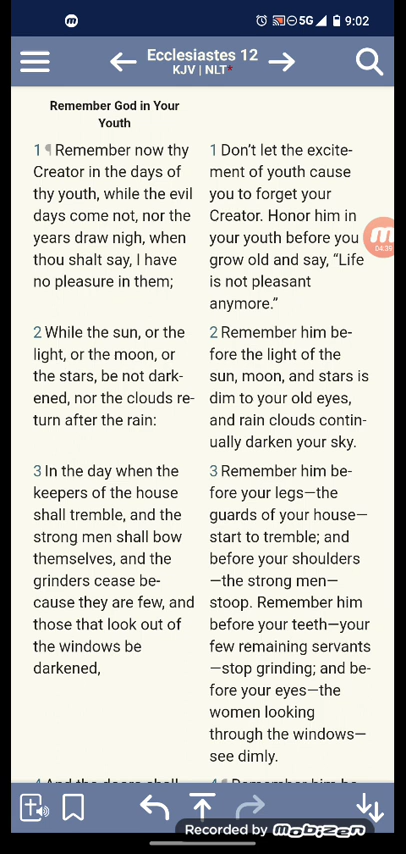 5G 9:02
Ecclesiastes 12
KJV | NLT*
Remember God in Your
Youth
1 ¶ Remember now thy
Creator in the days of
thy youth, while the evil
days come not, nor the
years draw nigh, when
thou shalt say, I have
no pleasure in them;
2 While the sun, or the
light, or the moon, or
the stars, be not dark-
ened, nor the clouds re-
turn after the rain:
3 In the day when the
keepers of the house
shall tremble, and the
strong men shall bow
themselves, and the
grinders cease be-
cause they are few, and
those that look out of
the windows be
darkened,
4 And the doors shall
1 Don’t let the excite-
ment of youth cause
you to forget your
Creator. Honor him in
your youth before you
grow old and say, “Life
is not pleasant
anymore.”
2 Remember him be-
fore the light of the
sun, moon, and stars is
dim to your old eyes,
and rain clouds contin-
ually darken your sky.
3 Remember him be-
fore your legs—the
guards of your house—
start to tremble; and
before your shoulders
—the strong men—
stoop. Remember him
before your teeth—your
few remaining servants
—stop grinding; and be-
fore your eyes—the
women looking
through the windows—
see dimly.
4 ¶ Remember him be-
m
04:39
Recorded by mobizen